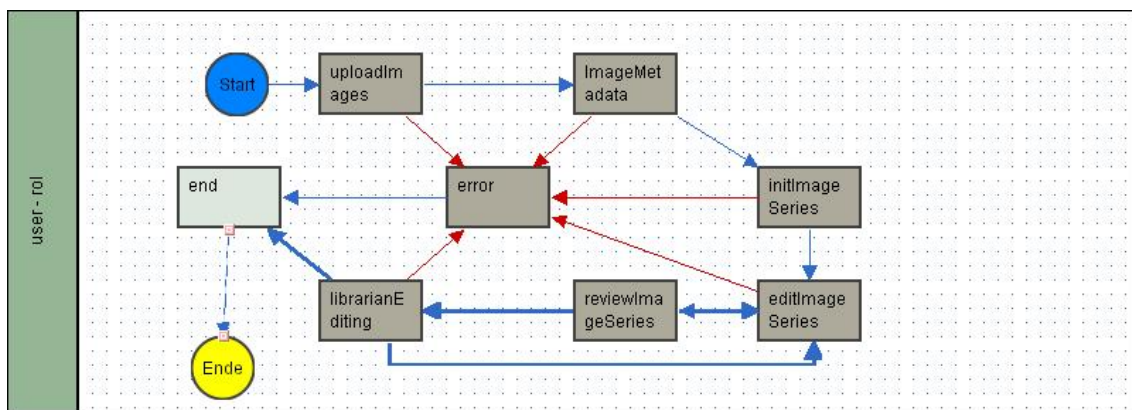 user - rol
Start
uploadIm
ages
ImageMet
adata
end
error
initImage
Series
librarianE
diting
reviewIma
geSeries
editImage
Series
Ende